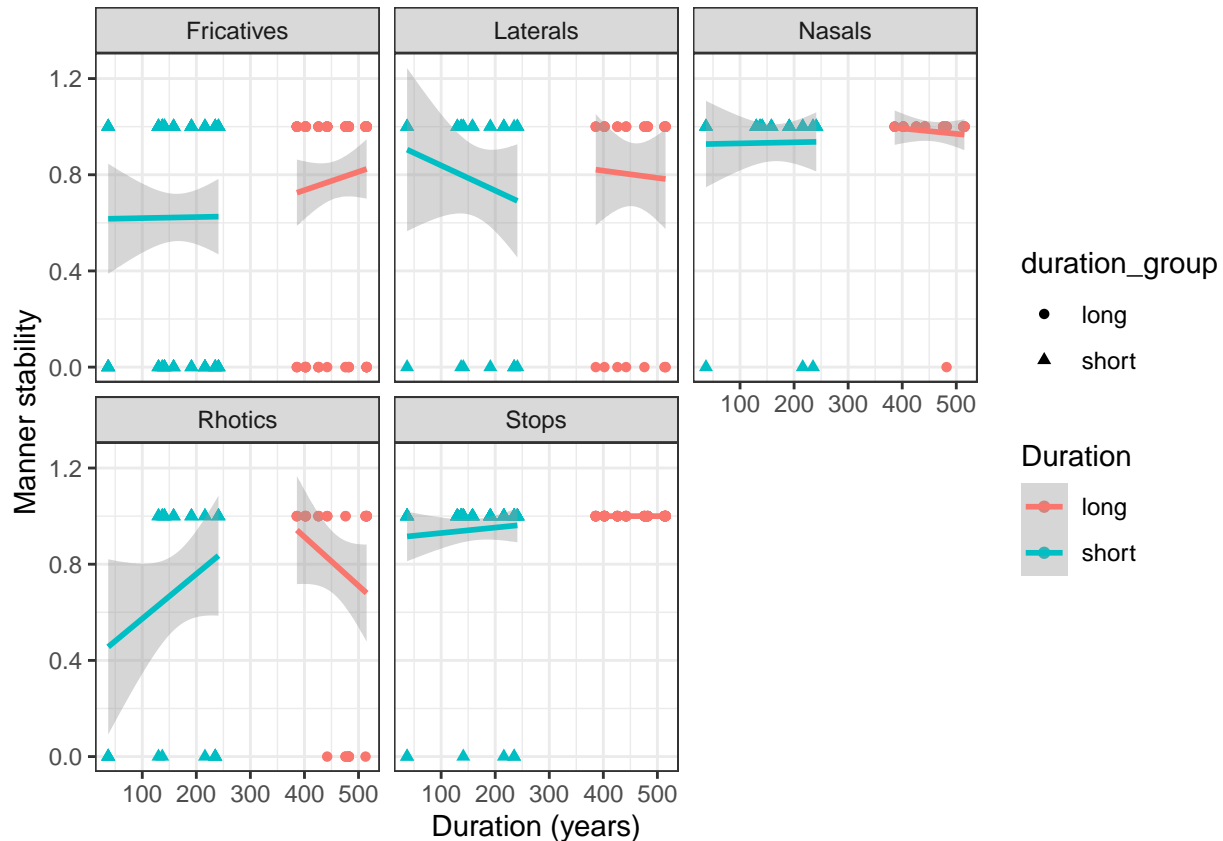 Fricatives
Laterals
Nasals
1.2
0.8
0.4
0.0
100 200 300 400 500
Rhotics
Stops
1.2
0.8
0.4
0.0
100 200 300 400 500
100 200 300 400 500
Manner stability
Duration (years)
duration_group
long
short
Duration
long
short